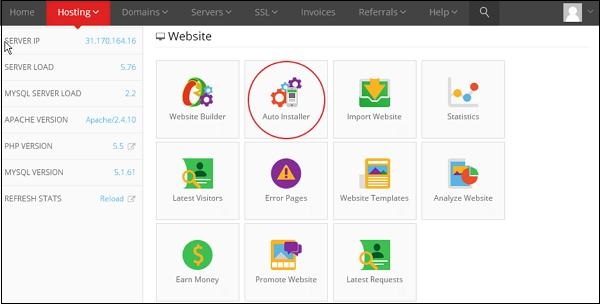 Home Hosting Domains Servers SSL Invoices Referrals Help
SERVER IP 31.170.164.16
SERVER LOAD 5.76
MYSQL SERVER LOAD 2.2
APACHE VERSION Apache/2.4.10
PHP VERSION 5.5
MYSQL VERSION 5.1.61
REFRESH STATS Reload
Website
Website Builder Auto Installer Import Website Statistics
Latest Visitors Error Pages Website Templates Analyze Website
Earn Money Promote Website Latest Requests